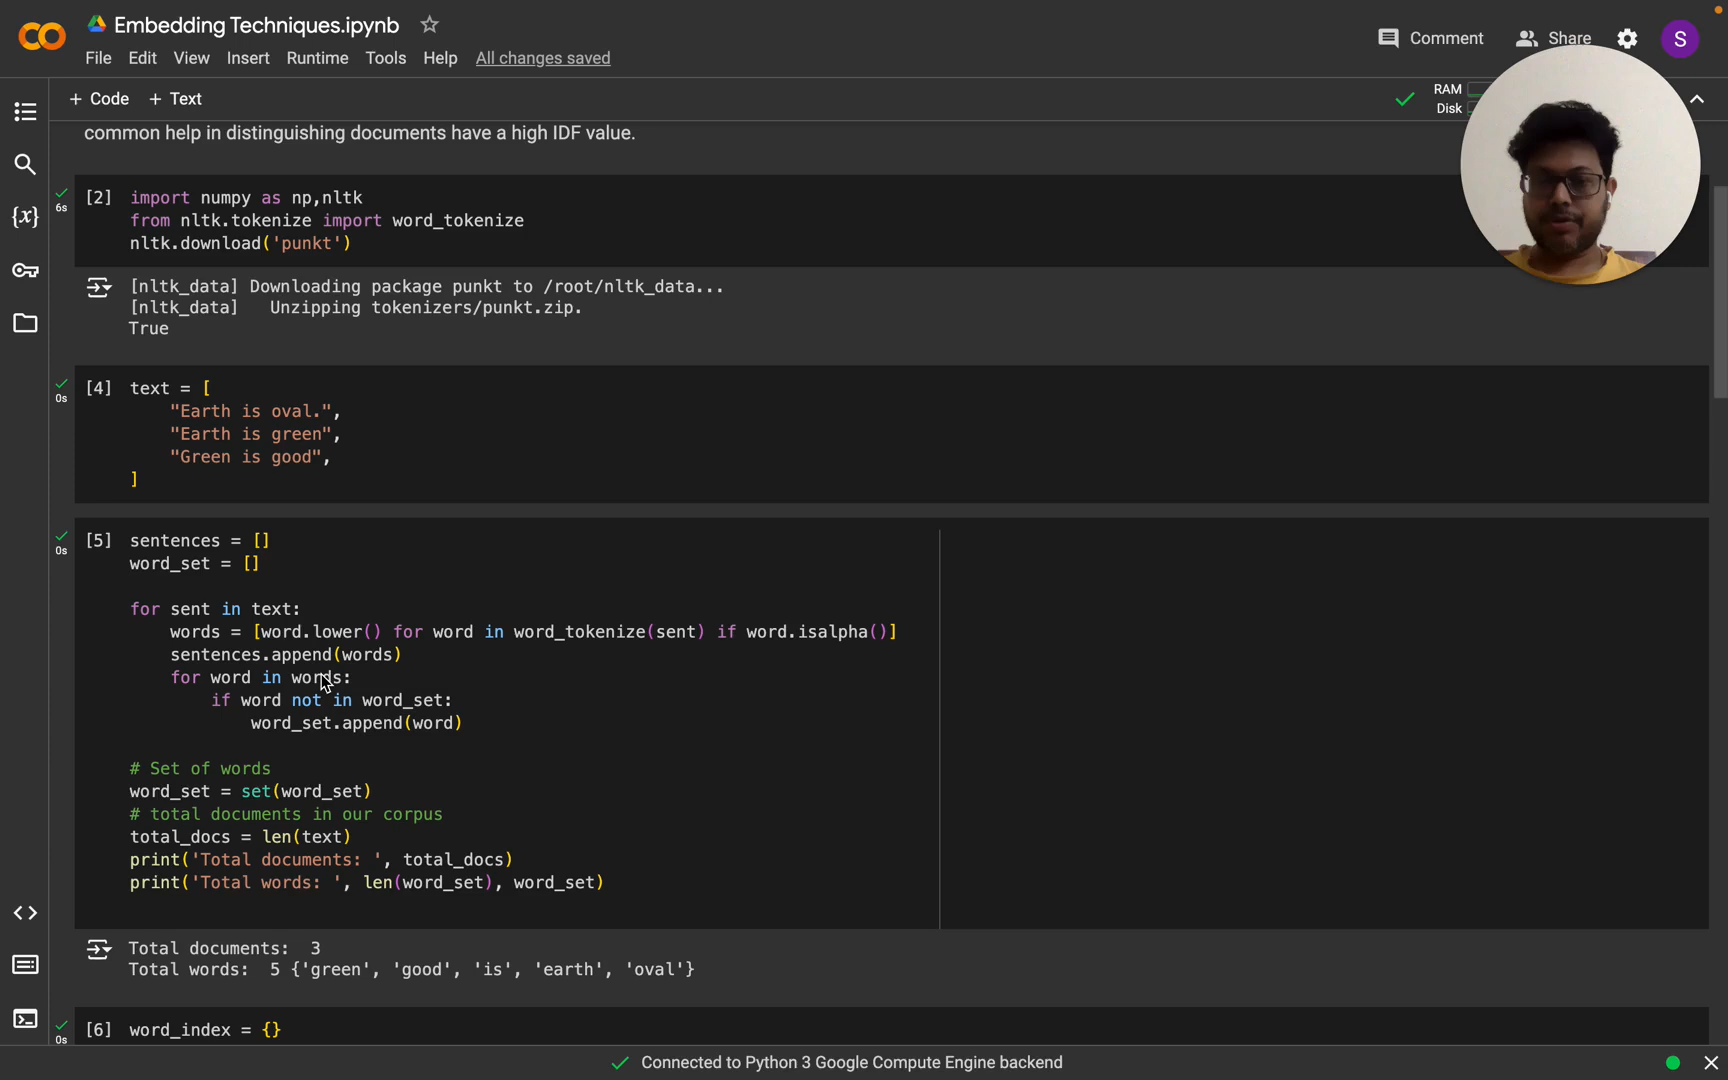 Embedding Techniques.ipynb
File Edit View Insert Runtime Tools Help All changes saved
Comment Share S
+ Code + Text
RAM
Disk
common help in distinguishing documents have a high IDF value.
6s
[2] import numpy as np,nltk
from nltk.tokenize import word_tokenize
nltk.download('punkt')
[nltk_data] Downloading package punkt to /root/nltk_data...
[nltk_data]   Unzipping tokenizers/punkt.zip.
True
0s
[4] text = [
"Earth is oval.",
"Earth is green",
"Green is good",
]
0s
[5] sentences = []
word_set = []
for sent in text:
words = [word.lower() for word in word_tokenize(sent) if word.isalpha()]
sentences.append(words)
for word in words:
if word not in word_set:
word_set.append(word)
# Set of words
word_set = set(word_set)
# total documents in our corpus
total_docs = len(text)
print('Total documents: ', total_docs)
print('Total words: ', len(word_set), word_set)
Total documents:  3
Total words:  5 {'green', 'good', 'is', 'earth', 'oval'}
0s
[6] word_index = {}
Connected to Python 3 Google Compute Engine backend